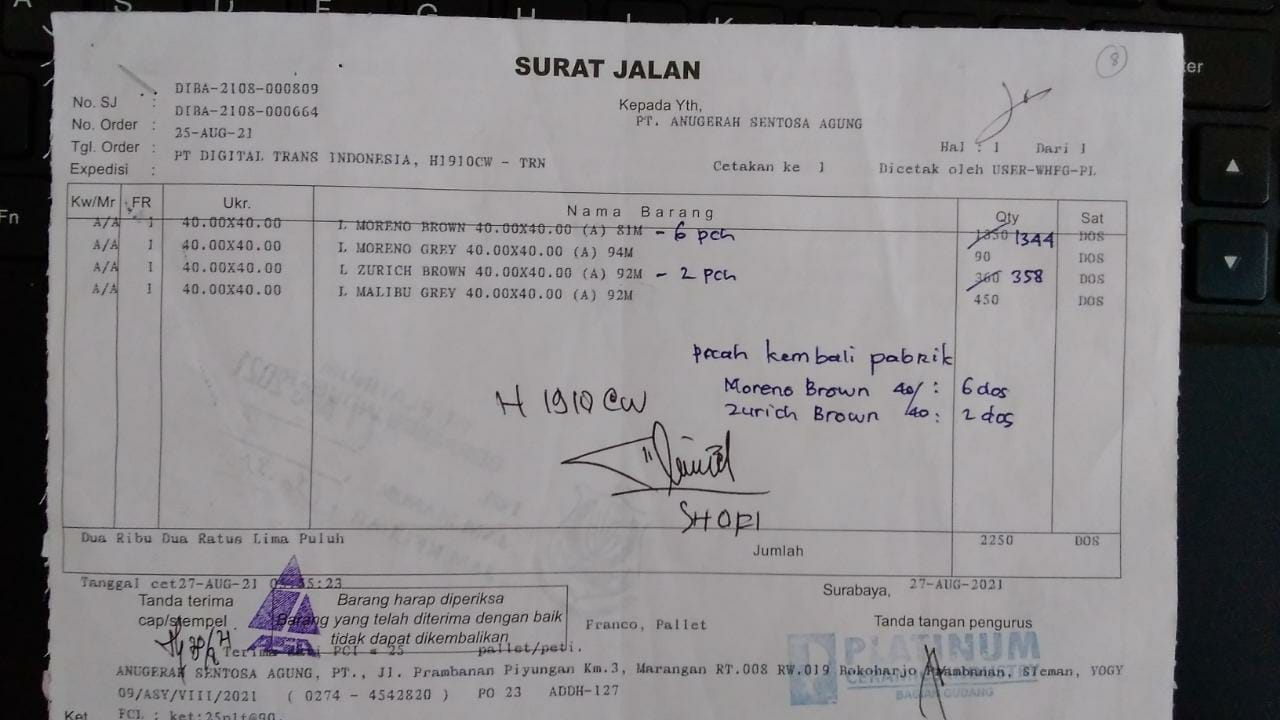 SURAT JALAN
8
No. SJ : DIBA-2108-000809
No. Order : DIBA-2108-000664
Tgl. Order : 25-AUG-21
Expedisi : PT DIGITAL TRANS INDONESIA, H1910CW - TRN
Kepada Yth,
PT. ANUGERAH SENTOSA AGUNG
Hal : 1 Dari 1
Cetakan ke 1 Dicetak oleh USER-WHFG-PL
Kw/Mr FR Ukr. Nama Barang Qty Sat
A/A 1 40.00X40.00 L MORENO BROWN 40.00X40.00 (A) 81M - 6 pch 1350 1344 DOS
A/A 1 40.00X40.00 L MORENO GREY 40.00X40.00 (A) 94M 90 DOS
A/A 1 40.00X40.00 L ZURICH BROWN 40.00X40.00 (A) 92M - 2 pch 360 358 DOS
A/A 1 40.00X40.00 L MALIBU GREY 40.00X40.00 (A) 92M 450 DOS
pecah kembali pabrik
Moreno Brown 40/ : 6 dos
Zurich Brown /40 : 2 dos
H 1910 CW
SHOFI
Dua Ribu Dua Ratus Lima Puluh
Jumlah 2250 DOS
Tanggal cet27-AUG-21 :23
Surabaya, 27-AUG-2021
Tanda terima
cap/stempel
Barang harap diperiksa
Barang yang telah diterima dengan baik
tidak dapat dikembalikan
Franco, Pallet
Tanda tangan pengurus
PLATINUM
BAGIAN GUDANG
Terima PCI = 25 pallet/peti.
ANUGERAH SENTOSA AGUNG, PT., Jl. Prambanan Piyungan Km.3, Marangan RT.008 RW.019 Bokoharjo Prambanan, Sleman, YOGY
09/ASY/VIII/2021 ( 0274 - 4542820 ) PO 23 ADDH-127
Ket FCL : ket:25plt@90.